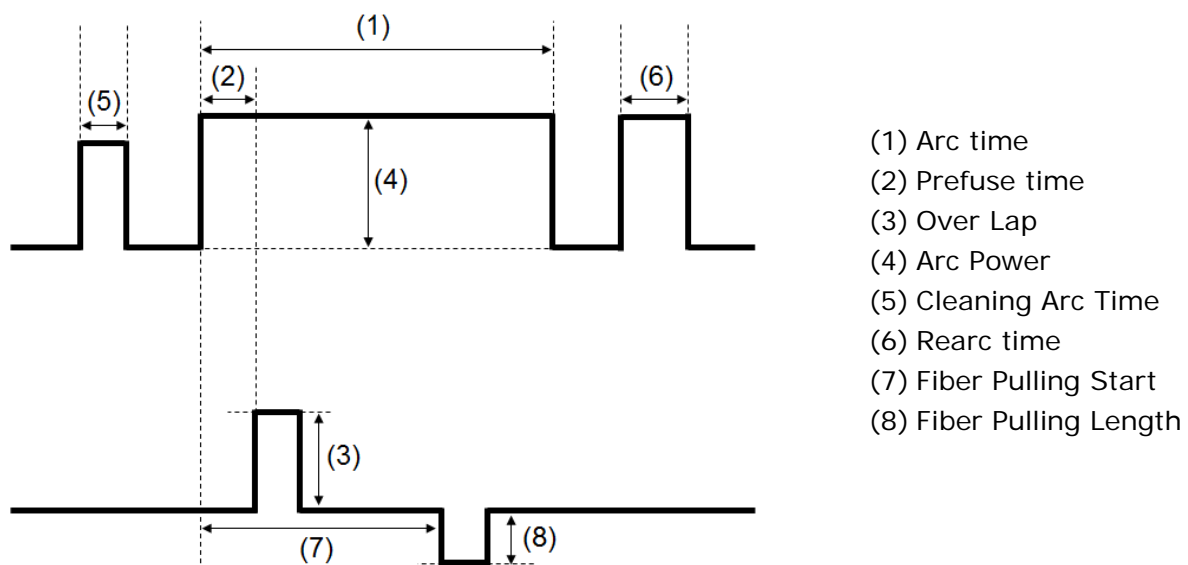 (1)
(2)
(5)
(6)
(4)
(3)
(7)
(8)
(1) Arc time
(2) Prefuse time
(3) Over Lap
(4) Arc Power
(5) Cleaning Arc Time
(6) Rearc time
(7) Fiber Pulling Start
(8) Fiber Pulling Length